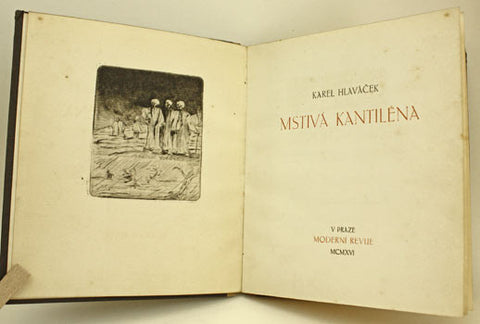 KAREL HLAVÁČEK
MSTIVÁ KANTILÉNA
V PRAZE
MODERNÍ REVUE
MCMXVI